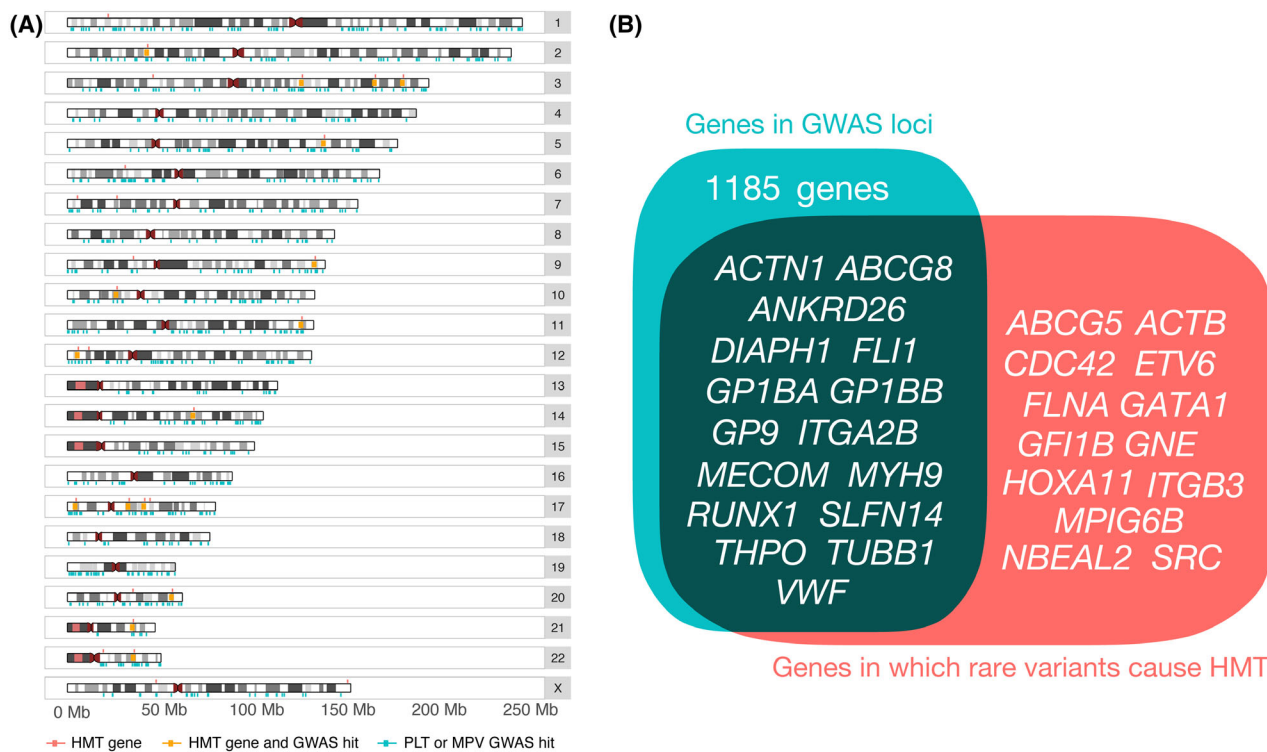 (A)
1
2
3
4
5
6
7
8
9
10
11
12
13
14
15
16
17
18
19
20
21
22
X
0 Mb 50 Mb 100 Mb 150 Mb 200 Mb 250 Mb
HMT gene HMT gene and GWAS hit PLT or MPV GWAS hit
(B)
Genes in GWAS loci
1185 genes
ACTN1 ABCG8
ANKRD26
DIAPH1 FLI1
GP1BA GP1BB
GP9 ITGA2B
MECOM MYH9
RUNX1 SLFN14
THPO TUBB1
VWF
ABCG5 ACTB
CDC42 ETV6
FLNA GATA1
GFI1B GNE
HOXA11 ITGB3
MPIG6B
NBEAL2 SRC
Genes in which rare variants cause HMT